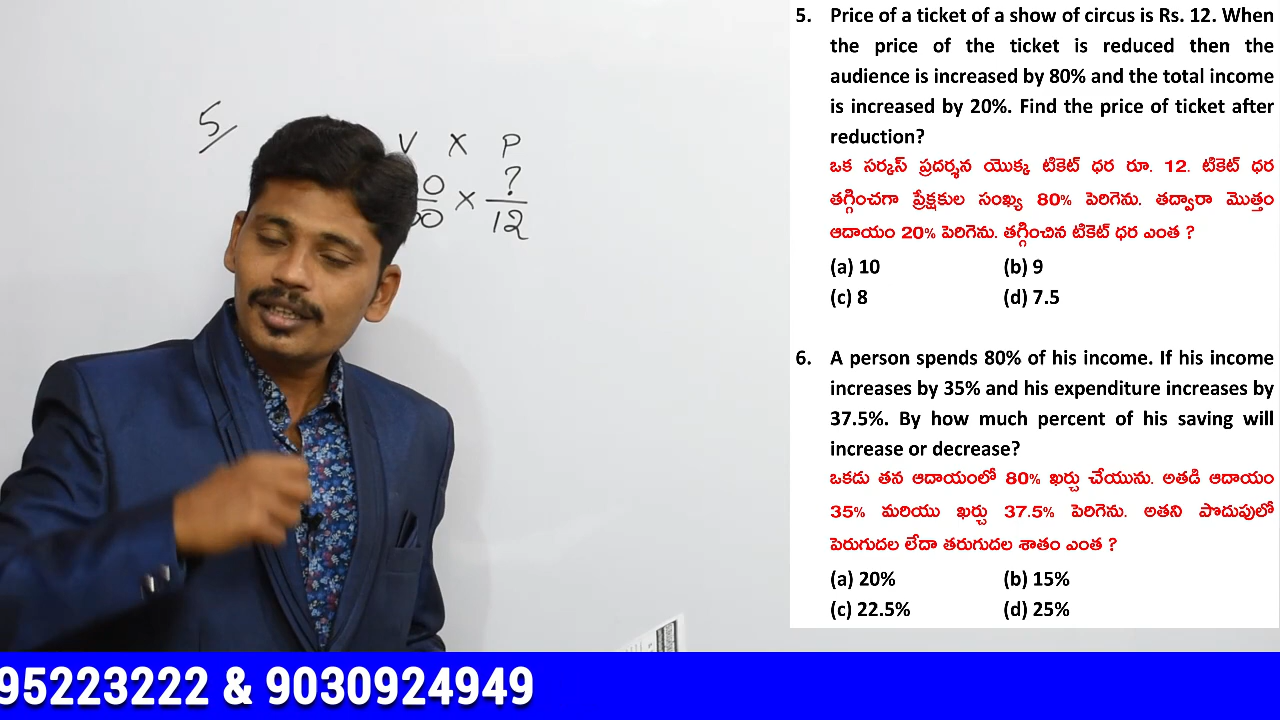 5/
V X P
0 ?
00 X 12
5. Price of a ticket of a show of circus is Rs. 12. When
the price of the ticket is reduced then the
audience is increased by 80% and the total income
is increased by 20%. Find the price of ticket after
reduction?
ఒక సర్కస్ ప్రదర్శన యొక్క టికెట్ ధర రూ. 12. టికెట్ ధర
తగ్గించగా ప్రేక్షకుల సంఖ్య 80% పెరిగెను. తద్వారా మొత్తం
ఆదాయం 20% పెరిగెను. తగ్గించిన టికెట్ ధర ఎంత ?
(a) 10 (b) 9
(c) 8 (d) 7.5
6. A person spends 80% of his income. If his income
increases by 35% and his expenditure increases by
37.5%. By how much percent of his saving will
increase or decrease?
ఒకడు తన ఆదాయంలో 80% ఖర్చు చేయును. అతడి ఆదాయం
35% మరియు ఖర్చు 37.5% పెరిగెను. అతని పొదుపులో
పెరుగుదల లేదా తరుగుదల శాతం ఎంత ?
(a) 20% (b) 15%
(c) 22.5% (d) 25%
95223222 & 9030924949